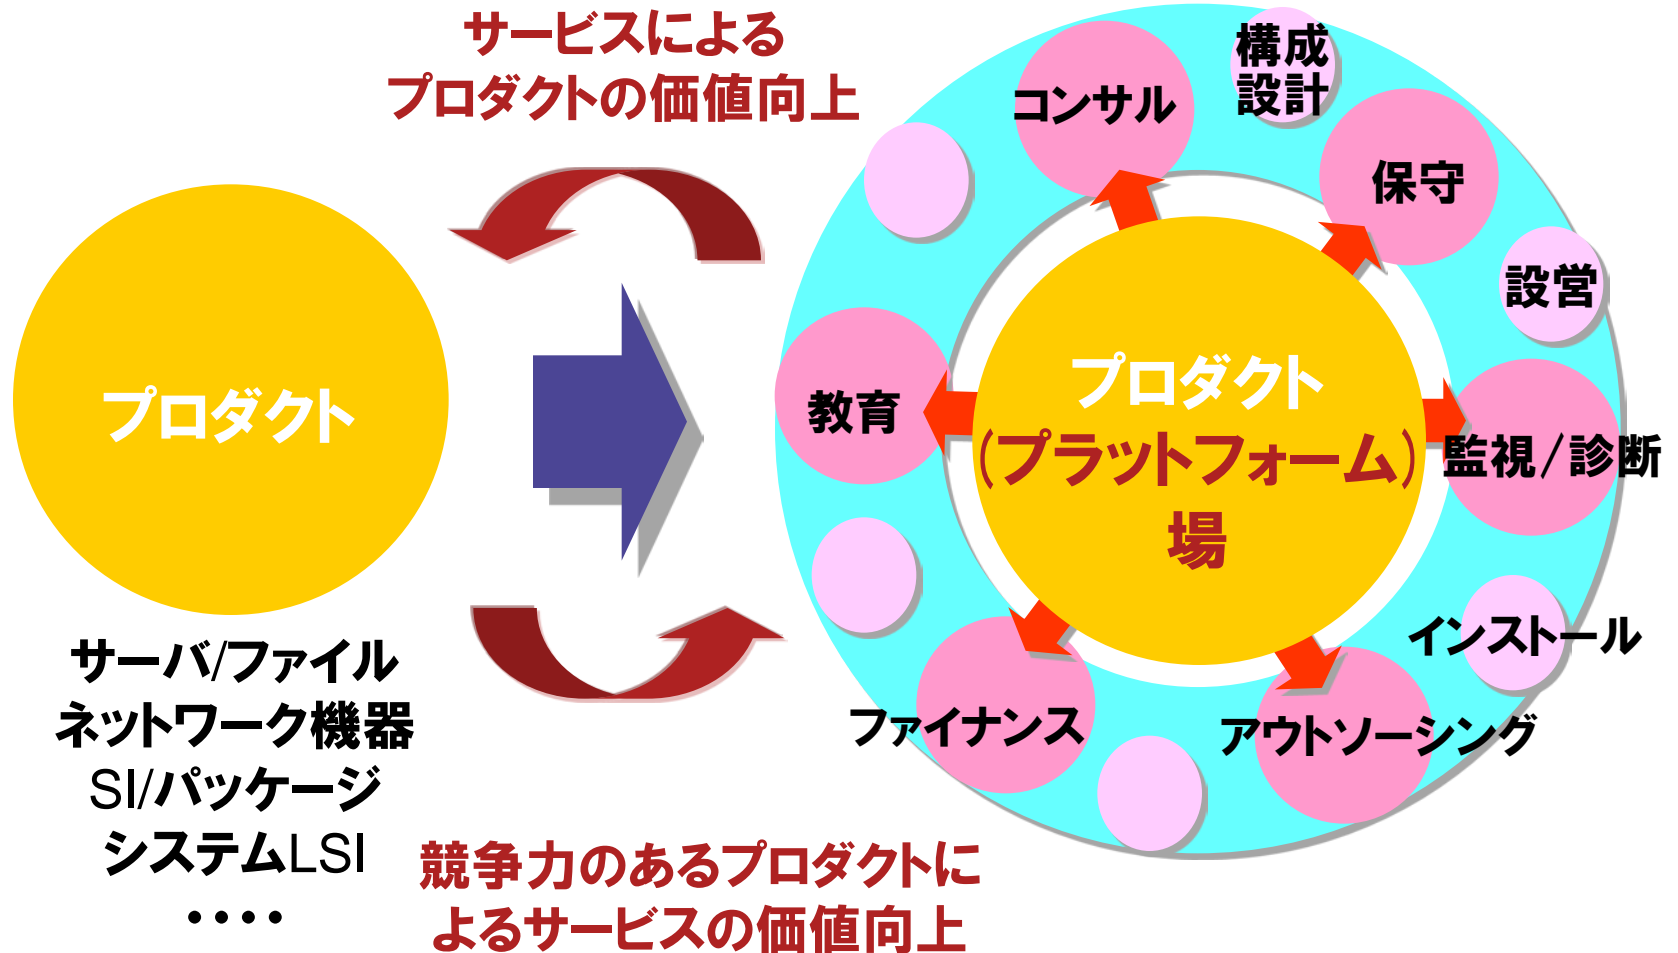 サービスによる
プロダクトの価値向上
プロダクト
サーバ/ファイル
ネットワーク機器
SI/パッケージ
システムLSI
・・・・
競争力のあるプロダクトに
よるサービスの価値向上
コンサル
構成
設計
保守
設営
教育
プロダクト
(プラットフォーム)
場
監視/診断
インストール
ファイナンス
アウトソーシング